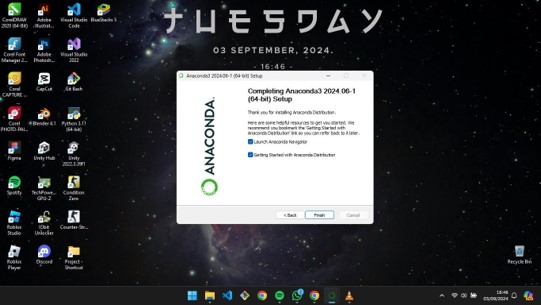 TUESDAY
03 SEPTEMBER, 2024.
- 16:46 -
CorelDRAW
2021 (64-Bit)
Adobe
Illustrat...
Visual Studio
Code
BlueStacks 5
Corel Font
Manager 2...
Adobe
Photosh...
Visual Studio
2022
Corel
CAPTURE ...
CapCut
Git Bash
Corel
PHOTO-PAI...
Blender 4.1
Python 3.11
(64-bit)
Figma
Unity Hub
Unity
2022.3.39f1
Spotify
TechPowe...
GPU-Z
Condition
Zero
Roblox
Studio
IObit
Unlocker
Counter-Str...
Roblox
Player
Discord
Project -
Shortcut
Recycle Bin
Anaconda3 2024.06-1 (64-bit) Setup
ANACONDA.
Completing Anaconda3 2024.06-1
(64-bit) Setup
Thank you for installing Anaconda Distribution.
Here are some helpful resources to get you started. We
recommend you bookmark the 'Getting Started with
Anaconda Distribution' link so you can refer back to it later.
Launch Anaconda Navigator
Getting Started with Anaconda Distribution
< Back
Finish
Cancel
16:46
03/09/2024